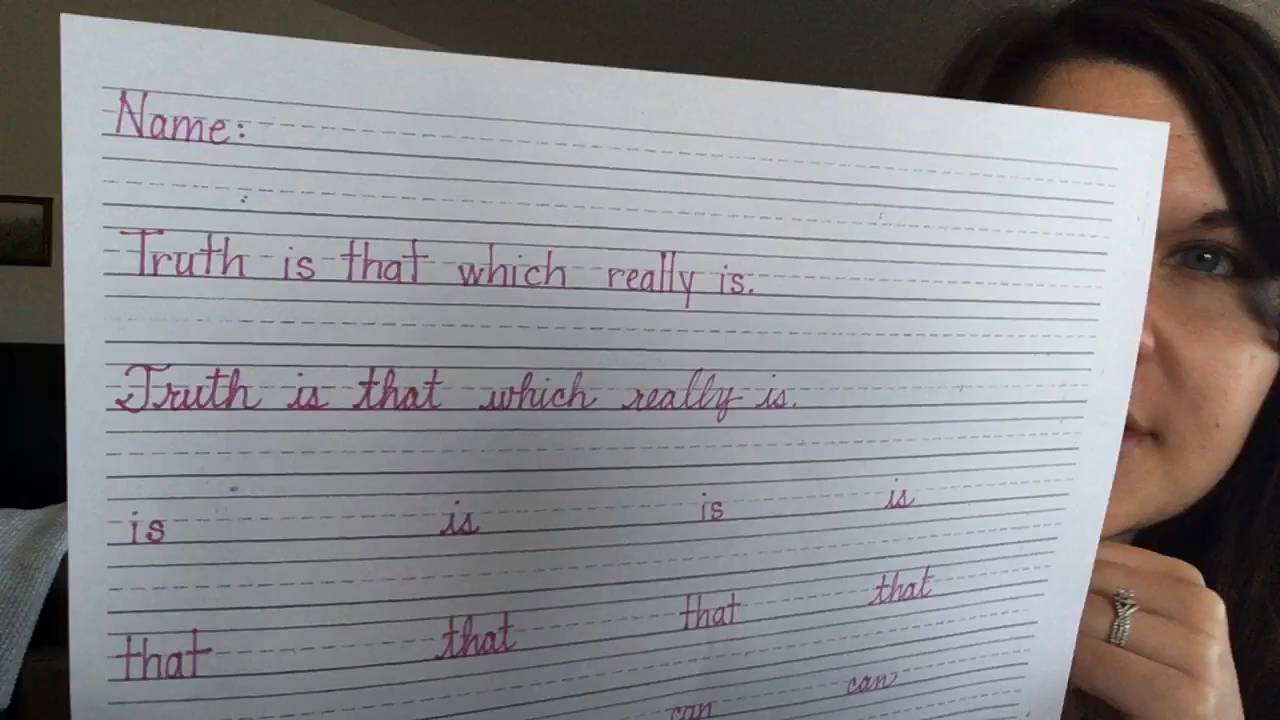 Name:
Truth is that which really is.
Truth is that which really is.
is is is is
that that that that
can can